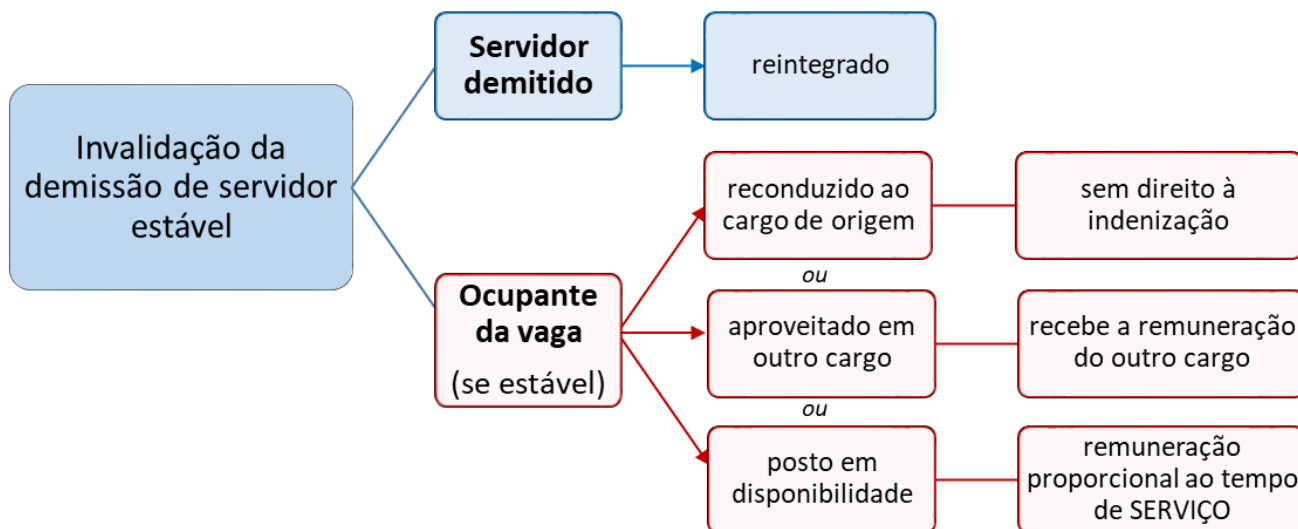 Invalidação da
demissão de servidor
estável
Servidor
demitido
reintegrado
Ocupante
da vaga
(se estável)
reconduzido ao
cargo de origem
sem direito à
indenização
ou
aproveitado em
outro cargo
recebe a remuneração
do outro cargo
ou
posto em
disponibilidade
remuneração
proporcional ao tempo
de SERVIÇO